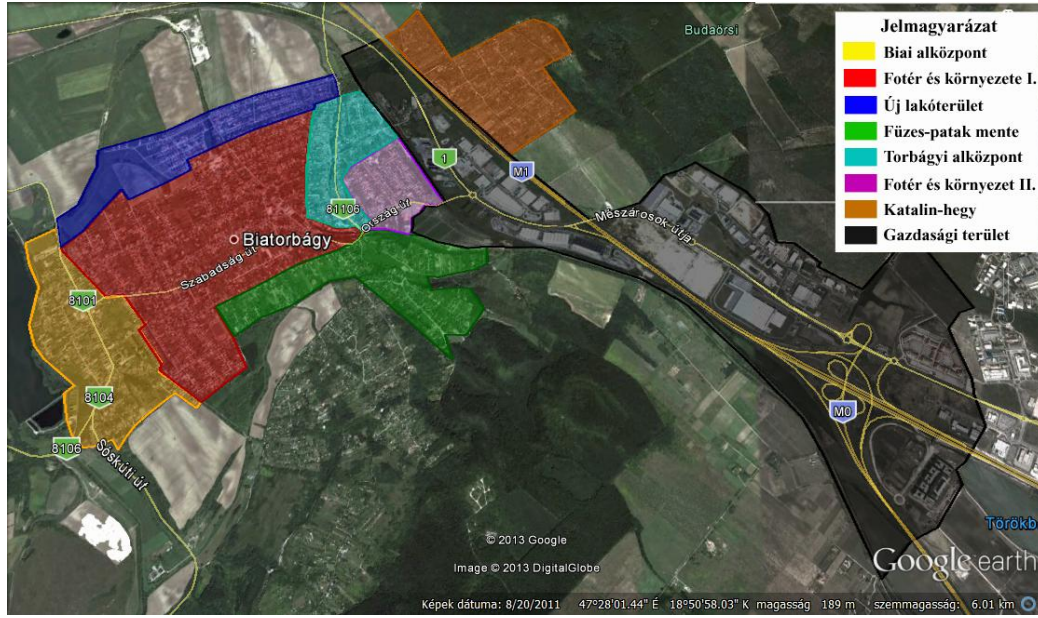 Budaörsi
Jelmagyarázat
Biai alközpont
Fotér és környezete I.
Új lakóterület
Füzes-patak mente
Torbágyi alközpont
Fotér és környezet II.
Katalin-hegy
Gazdasági terület
1
M1
81106
Ország út
Mészárosok útja
Biatorbágy
Szabadság út
8101
8104
M0
8106
Sóskúti út
Törökb
© 2013 Google
Image © 2013 DigitalGlobe
Google earth
Képek dátuma: 8/20/2011 47°28'01.44" É 18°50'58.03" K magasság 189 m szemmagasság: 6.01 km